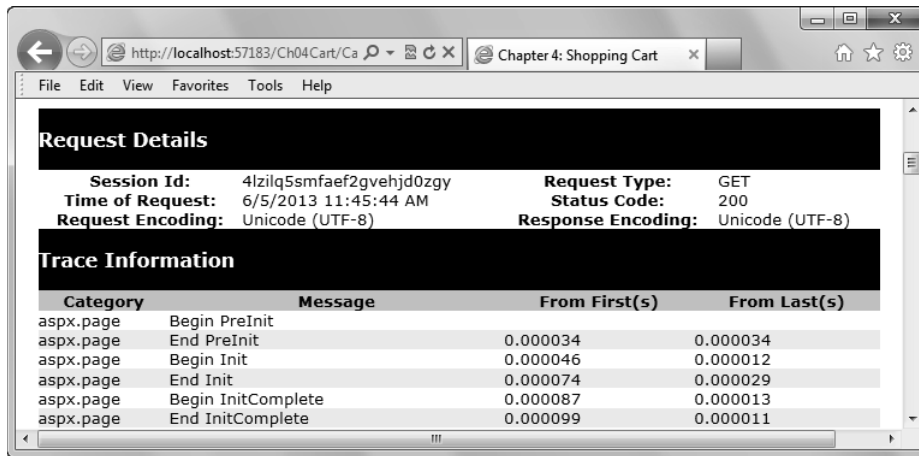 http://localhost:57183/Ch04Cart/Ca
Chapter 4: Shopping Cart
File Edit View Favorites Tools Help
Request Details
Session Id: 4lzilq5smfaef2gvehjd0zgy Request Type: GET
Time of Request: 6/5/2013 11:45:44 AM Status Code: 200
Request Encoding: Unicode (UTF-8) Response Encoding: Unicode (UTF-8)
Trace Information
Category Message From First(s) From Last(s)
aspx.page Begin PreInit
aspx.page End PreInit 0.000034 0.000034
aspx.page Begin Init 0.000046 0.000012
aspx.page End Init 0.000074 0.000029
aspx.page Begin InitComplete 0.000087 0.000013
aspx.page End InitComplete 0.000099 0.000011